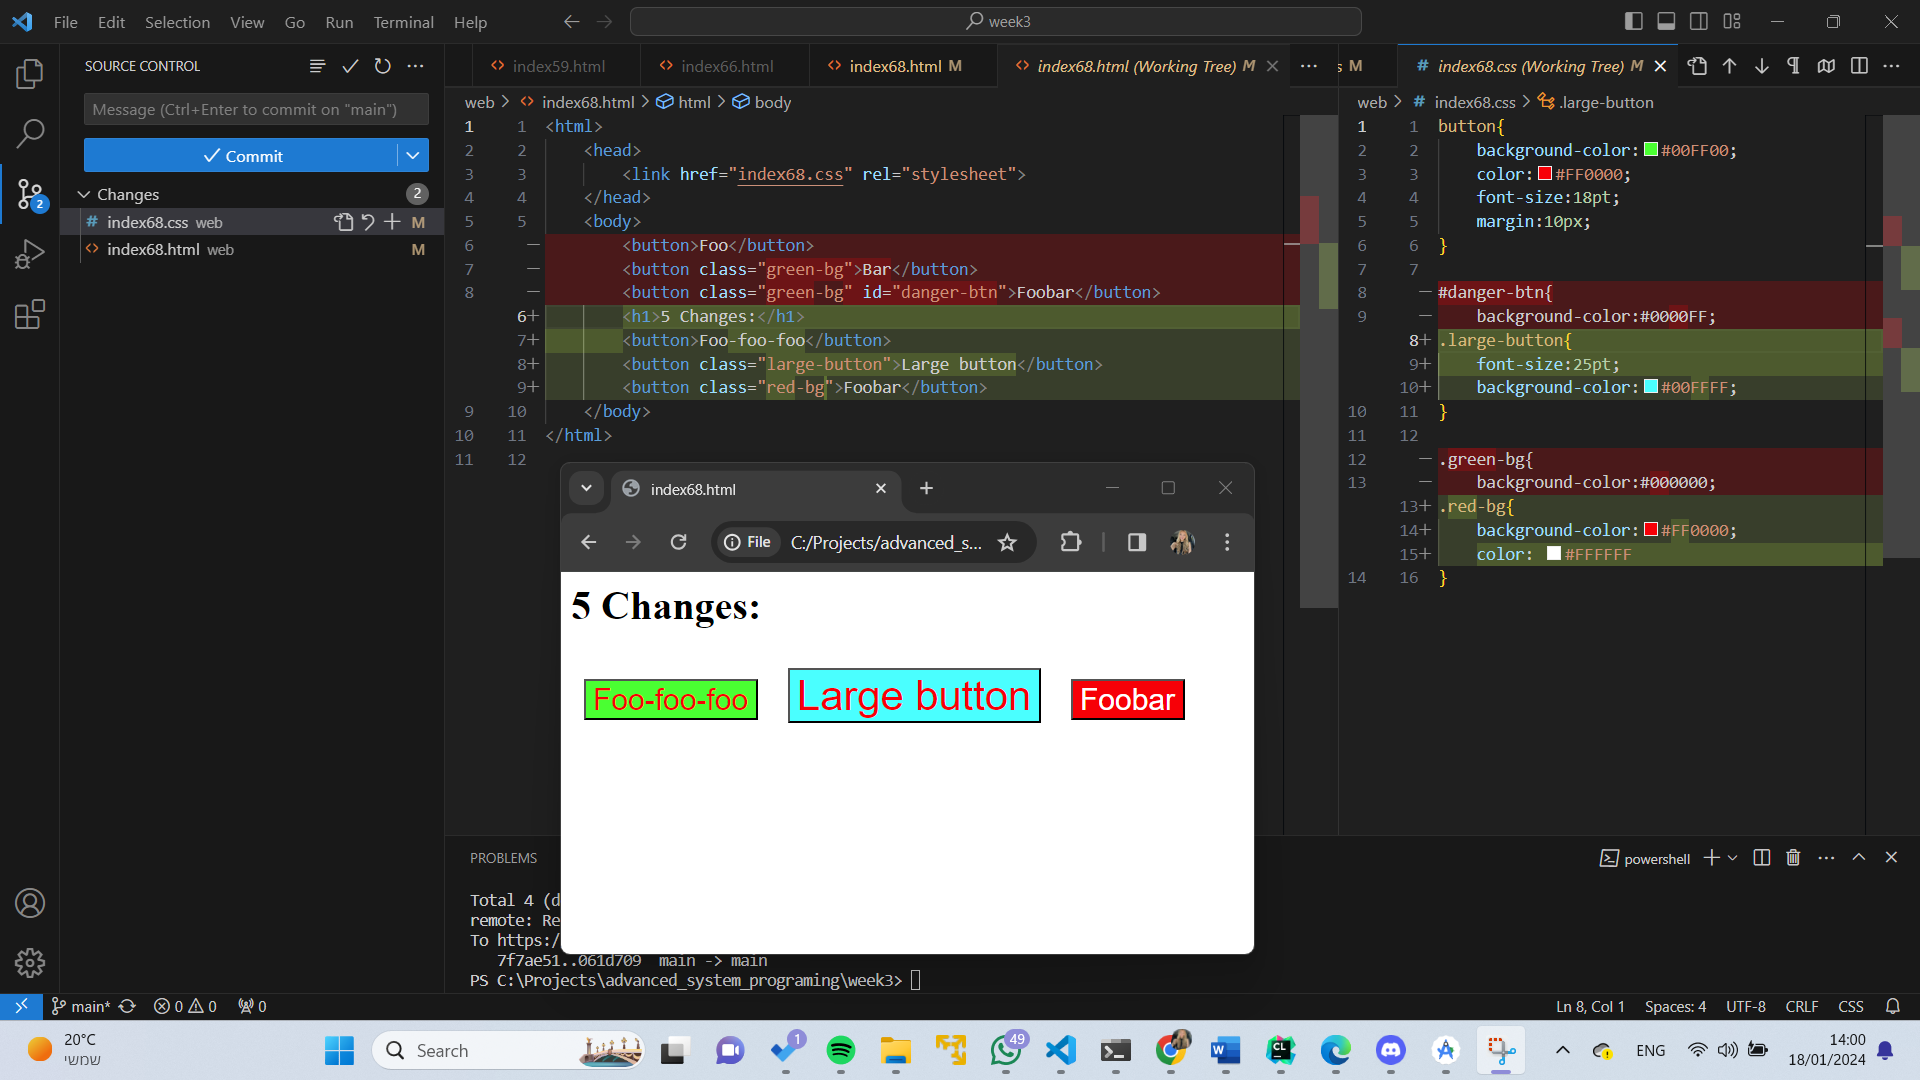 File Edit Selection View Go Run Terminal Help
week3
SOURCE CONTROL
Message (Ctrl+Enter to commit on "main")
Commit
Changes 2
index68.css web M
index68.html web M
2
index59.html index66.html index68.html M index68.html (Working Tree) M
web > index68.html > html > body
1 1 <html>
2 2 <head>
3 3 <link href="index68.css" rel="stylesheet">
4 4 </head>
5 5 <body>
6 — <button>Foo</button>
7 — <button class="green-bg">Bar</button>
8 — <button class="green-bg" id="danger-btn">Foobar</button>
6+ <h1>5 Changes:</h1>
7+ <button>Foo-foo-foo</button>
8+ <button class="large-button">Large button</button>
9+ <button class="red-bg">Foobar</button>
9 10 </body>
10 11 </html>
11 12
s M # index68.css (Working Tree) M
web > # index68.css > .large-button
1 1 button{
2 2 background-color:#00FF00;
3 3 color:#FF0000;
4 4 font-size:18pt;
5 5 margin:10px;
6 6 }
7 7
8 — #danger-btn{
9 — background-color:#0000FF;
8+ .large-button{
9+ font-size:25pt;
10+ background-color:#00FFFF;
10 11 }
11 12
12 — .green-bg{
13 — background-color:#000000;
13+ .red-bg{
14+ background-color:#FF0000;
15+ color: #FFFFFF
14 16 }
index68.html
File C:/Projects/advanced_s...
5 Changes:
Foo-foo-foo Large button Foobar
PROBLEMS
powershell
Total 4 (d
remote: Re
To https:/
7f7ae51..061d709 main -> main
PS C:\Projects\advanced_system_programing\week3>
main* 0 0 0
Ln 8, Col 1 Spaces: 4 UTF-8 CRLF CSS
20°C
שמשי
Search
1
49
W
CL
ENG
14:00
18/01/2024